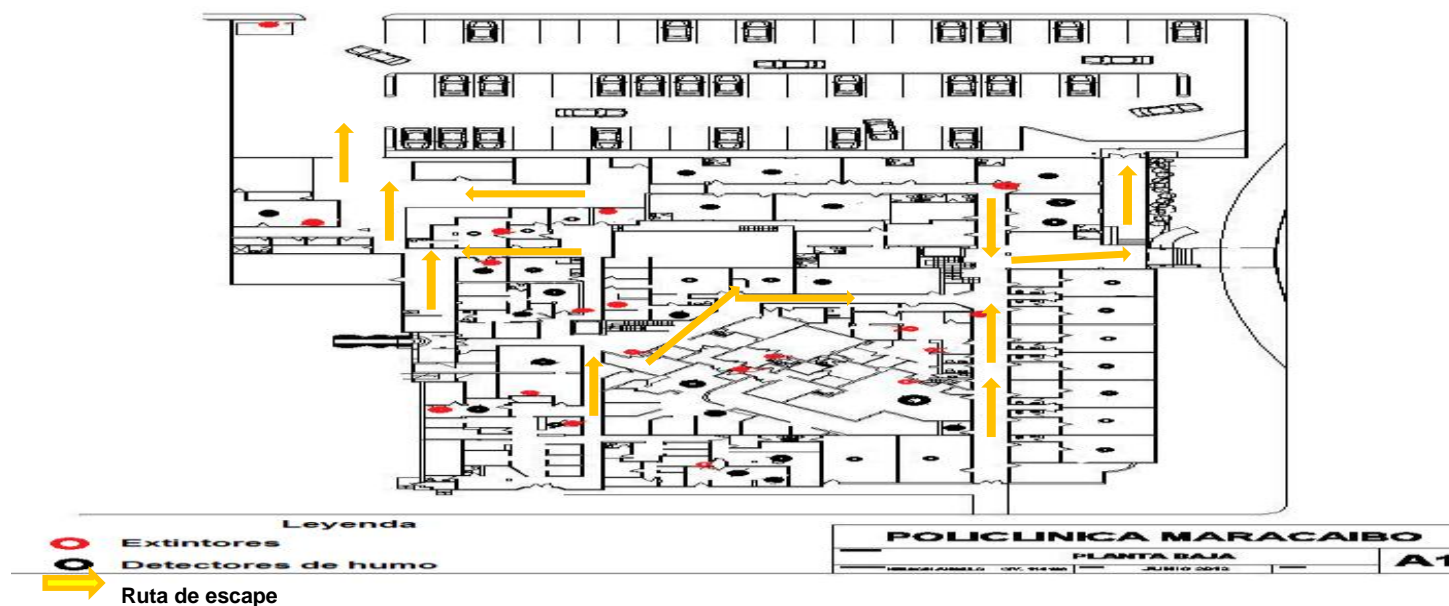 Leyenda
Extintores
Detectores de humo
Ruta de escape
POLICLINICA MARACAIBO
PLANTA BAJA
A1
JUNIO 2012